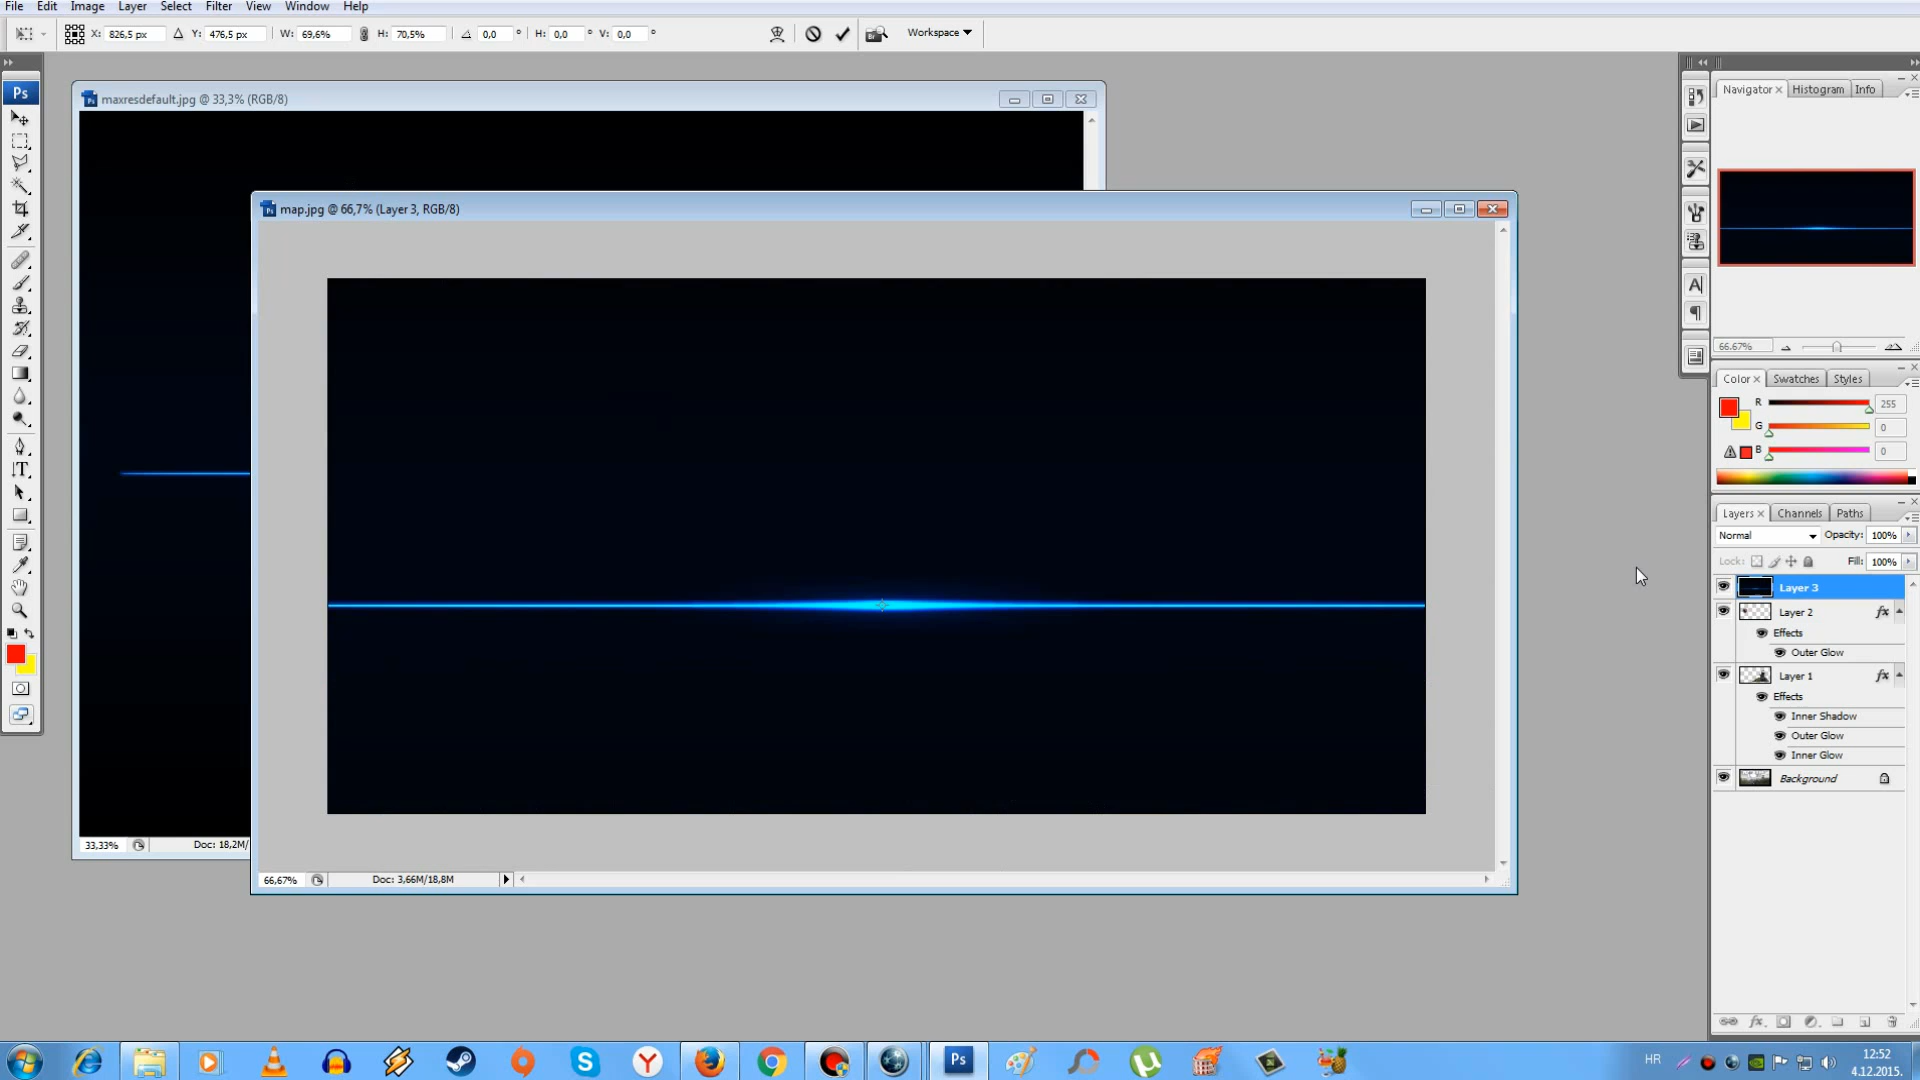 File Edit Image Layer Select Filter View Window Help
X: 826,5 px Y: 476,5 px W: 69,6% H: 70,5% 0,0 ° H: 0,0 ° V: 0,0 ° Workspace
Ps
maxresdefault.jpg @ 33,3% (RGB/8)
Navigator × Histogram Info
map.jpg @ 66,7% (Layer 3, RGB/8)
66.67%
Color × Swatches Styles
R 255
G 0
B 0
Layers × Channels Paths
Normal Opacity: 100%
Lock: Fill: 100%
Layer 3
Layer 2 fx
Effects
Outer Glow
Layer 1 fx
Effects
Inner Shadow
Outer Glow
Inner Glow
Background
33,33% Doc: 18,2M/
66,67% Doc: 3,66M/18,8M
HR
12:52
4.12.2015.